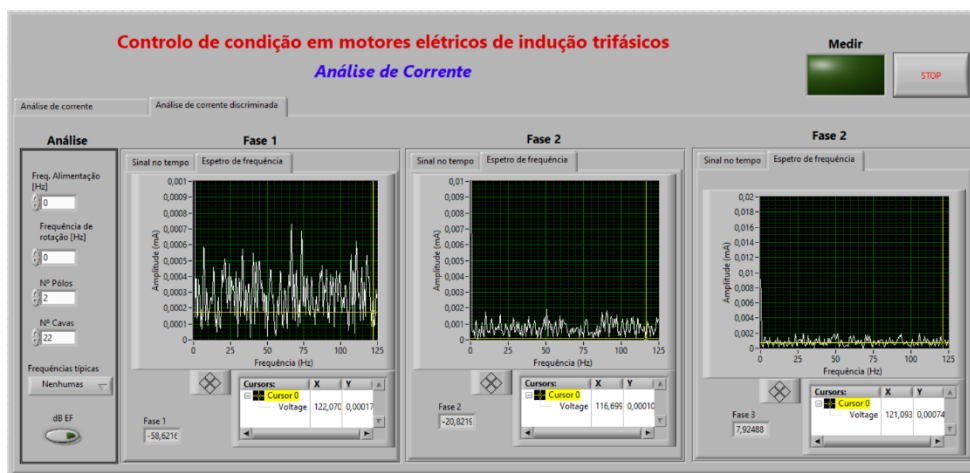 Controlo de condição em motores elétricos de indução trifásicos
Análise de Corrente
Medir
STOP
Análise de corrente
Análise de corrente discriminada
Análise
Freq. Alimentação
[Hz]
0
Frequência de
rotação [Hz]
0
Nº Pólos
2
Nº Cavas
22
Frequências típicas
Nenhumas
dB EF
Fase 1
Sinal no tempo
Espetro de frequência
Amplitude (mA)
0,001
0,0009
0,0008
0,0007
0,0006
0,0005
0,0004
0,0003
0,0002
0,0001
0 25 50 75 100 125
Frequência (Hz)
Cursors: X Y
Cursor 0
Voltage 122,070 0,00017
Fase 1
-58,6216
Fase 2
Sinal no tempo
Espetro de frequência
Amplitude (mA)
0,01
0,009
0,008
0,007
0,006
0,005
0,004
0,003
0,002
0,001
0
0 25 50 75 100 125
Frequência (Hz)
Cursors: X Y
Cursor 0
Voltage 116,699 0,00010
Fase 2
-20,8219
Fase 2
Sinal no tempo
Espetro de frequência
Amplitude (mA)
0,02
0,018
0,016
0,014
0,012
0,01
0,008
0,006
0,004
0,002
0
0 25 50 75 100 125
Frequência (Hz)
Cursors: X Y
Cursor 0
Voltage 121,093 0,00074
Fase 3
7,92488